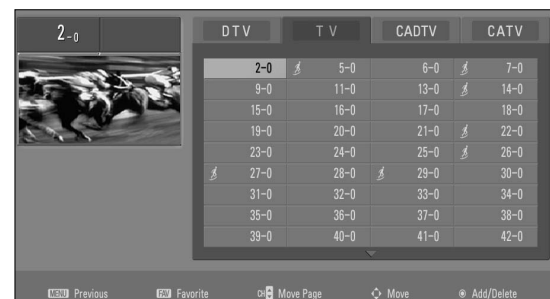 2-0
DTV TV CADTV CATV
2-0 5-0 6-0 7-0
9-0 11-0 13-0 14-0
15-0 16-0 17-0 18-0
19-0 20-0 21-0 22-0
23-0 24-0 25-0 26-0
27-0 28-0 29-0 30-0
31-0 32-0 33-0 34-0
35-0 36-0 37-0 38-0
39-0 40-0 41-0 42-0
MENU Previous FAV Favorite CH Move Page Move Add/Delete